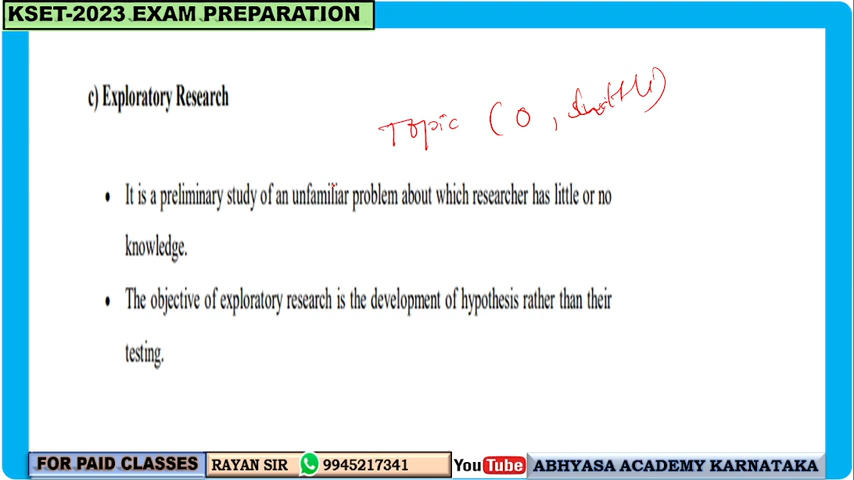 KSET-2023 EXAM PREPARATION
c) Exploratory Research
Topic ( 0 ,
• It is a preliminary study of an unfamiliar problem about which researcher has little or no
knowledge.
• The objective of exploratory research is the development of hypothesis rather than their
testing.
FOR PAID CLASSES RAYAN SIR 9945217341 YouTube ABHYASA ACADEMY KARNATAKA